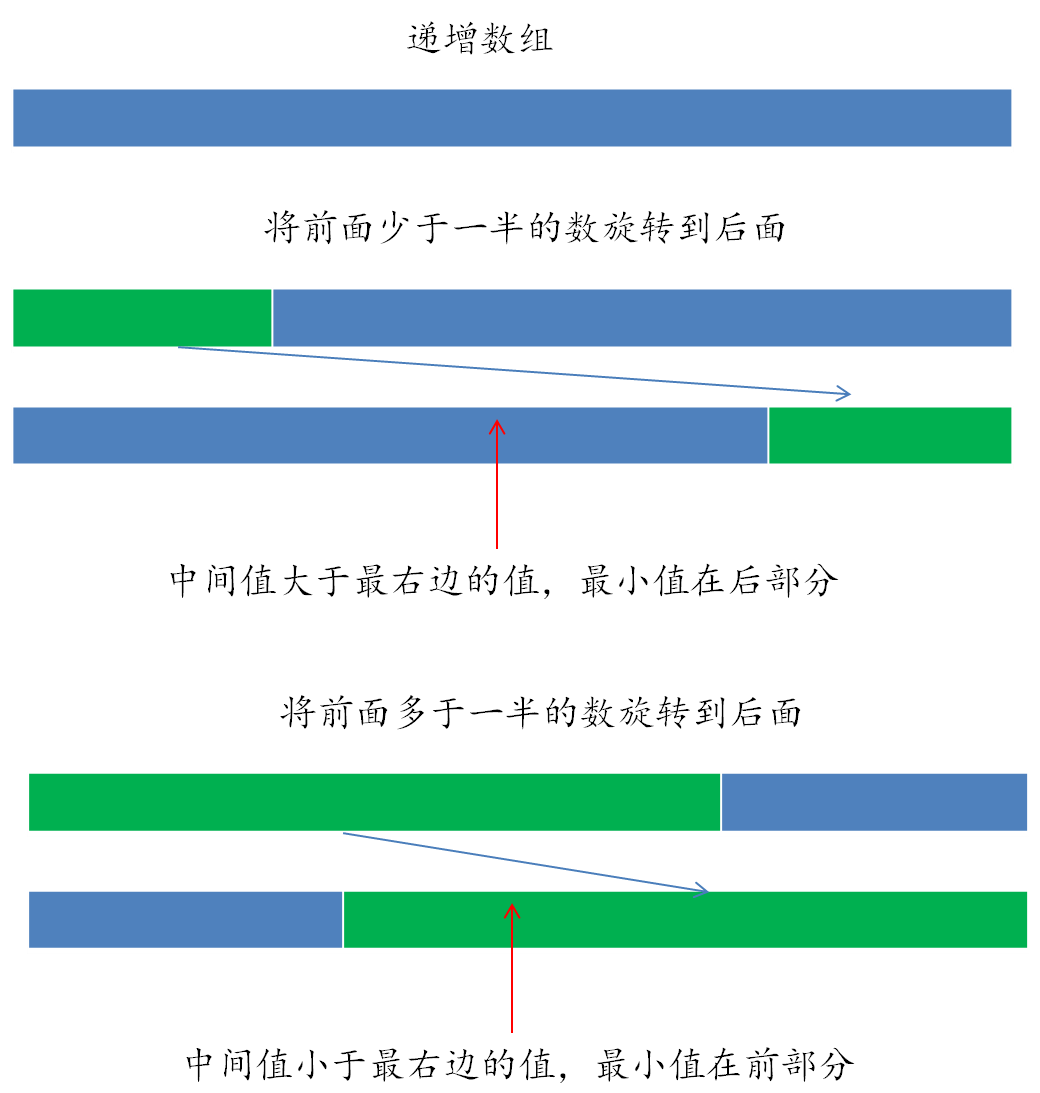 递增数组
将前面少于一半的数旋转到后面
中间值大于最右边的值，最小值在后部分
将前面多于一半的数旋转到后面
中间值小于最右边的值，最小值在前部分